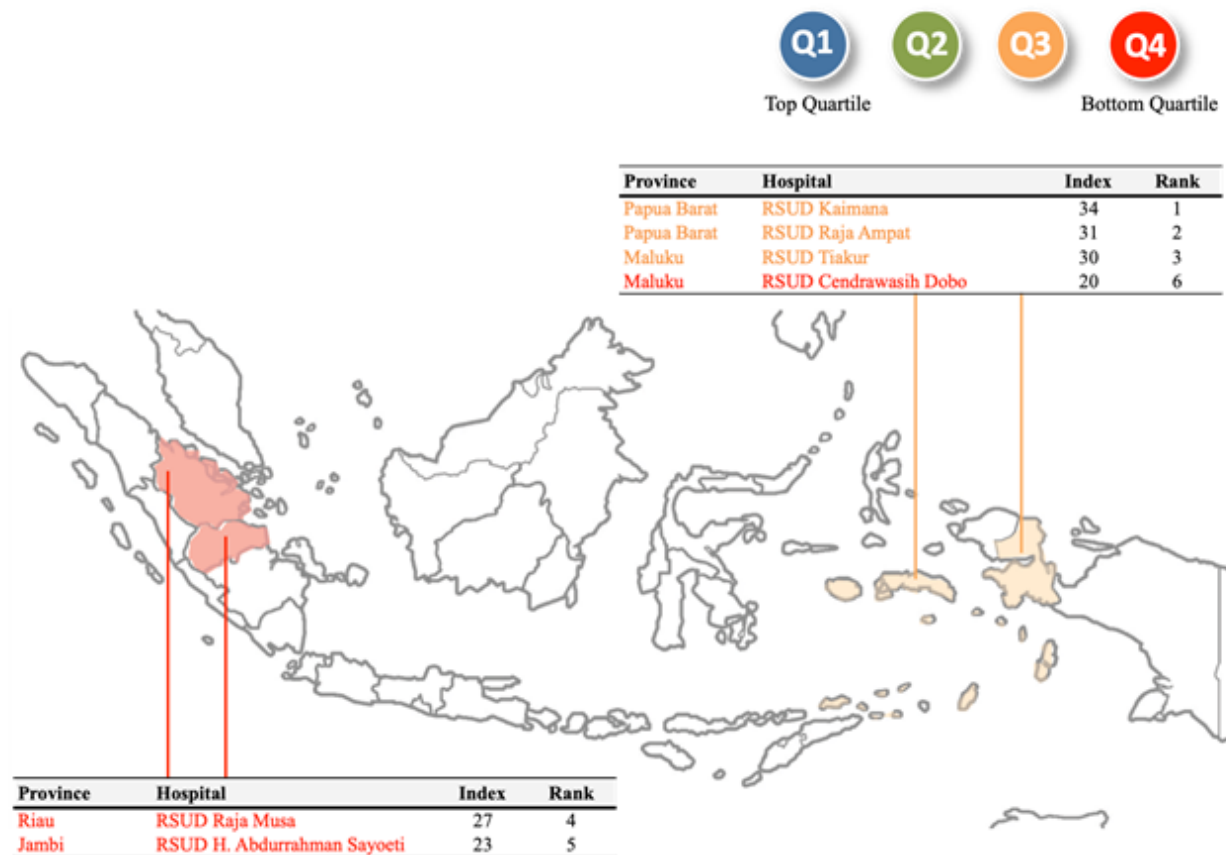 Q1 Q2 Q3 Q4
Top Quartile Bottom Quartile
Province Hospital Index Rank
Papua Barat RSUD Kaimana 34 1
Papua Barat RSUD Raja Ampat 31 2
Maluku RSUD Tiakur 30 3
Maluku RSUD Cendrawasih Dobo 20 6
Province Hospital Index Rank
Riau RSUD Raja Musa 27 4
Jambi RSUD H. Abdurrahman Sayoeti 23 5